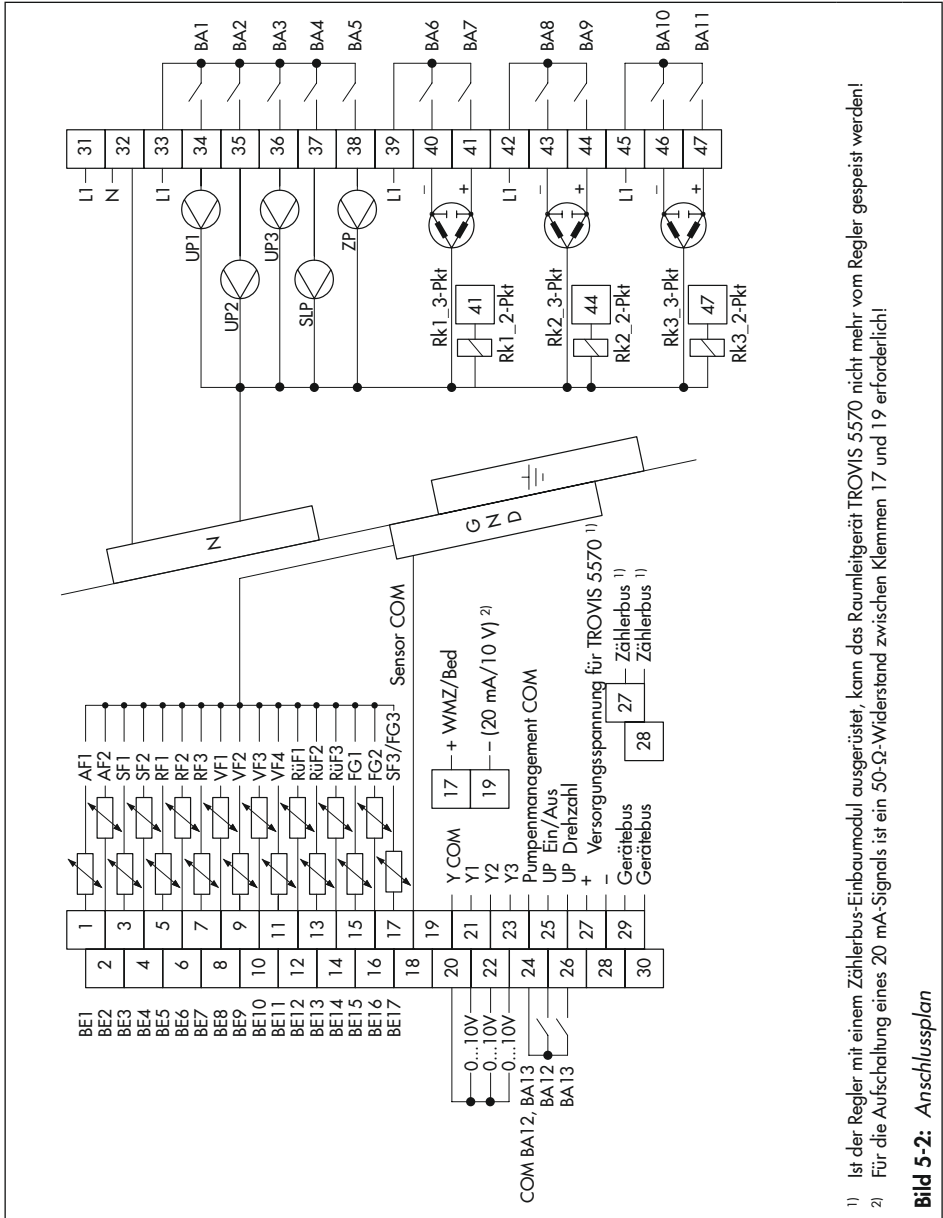 BE1
BE2
BE3
BE4
BE5
BE6
BE7
BE8
BE9
BE10
BE11
BE12
BE13
BE14
BE15
BE16
BE17
0...10V
0...10V
0...10V
COM BA12, BA13
BA12
BA13
1
2
3
4
5
6
7
8
9
10
11
12
13
14
15
16
17
18
19
20
21
22
23
24
25
26
27
28
29
30
AF1
AF2
SF1
SF2
RF1
RF2
RF3
VF1
VF2
VF3
VF4
RüF1
RüF2
RüF3
FG1
FG2
SF3/FG3
Sensor COM
17 + WMZ/Bed
19 – (20 mA/10 V) 2)
Y COM
Y1
Y2
Y3
Pumpenmanagement COM
UP Ein/Aus
UP Drehzahl
+
Versorgungsspannung für TROVIS 5570 1)
–
Gerätebus
Gerätebus
27 Zählerbus 1)
28 Zählerbus 1)
N
GND
UP1
UP2
UP3
SLP
ZP
Rk1_3-Pkt
41
Rk1_2-Pkt
Rk2_3-Pkt
44
Rk2_2-Pkt
Rk3_3-Pkt
47
Rk3_2-Pkt
L1
N
L1
L1
–
+
L1
–
+
L1
–
+
31
32
33
34
35
36
37
38
39
40
41
42
43
44
45
46
47
BA1
BA2
BA3
BA4
BA5
BA6
BA7
BA8
BA9
BA10
BA11
1) Ist der Regler mit einem Zählerbus-Einbaumodul ausgerüstet, kann das Raumleitgerät TROVIS 5570 nicht mehr vom Regler gespeist werden!
2) Für die Aufschaltung eines 20 mA-Signals ist ein 50-Ω-Widerstand zwischen Klemmen 17 und 19 erforderlich!
Bild 5-2: Anschlussplan